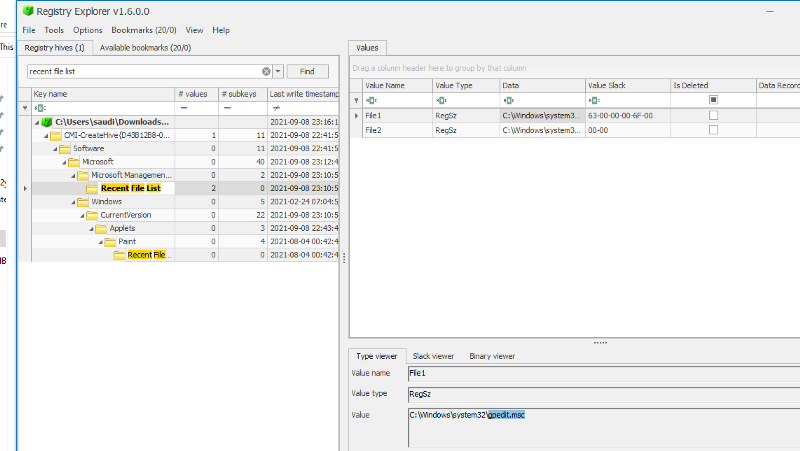 Registry Explorer v1.6.0.0
File Tools Options Bookmarks (20/0) View Help
Registry hives (1) Available bookmarks (20/0)
recent file list Find
Key name # values # subkeys Last write timestamp
C:\Users\saudi\Downloads... 2021-09-08 23:16:1
CMI-CreateHive{D43B12B8-0... 1 11 2021-09-08 22:41:5
Software 0 11 2021-09-08 22:41:5
Microsoft 0 40 2021-09-08 23:12:4
Microsoft Managemen... 0 2 2021-09-08 23:10:5
Recent File List 2 0 2021-09-08 23:10:5
Windows 0 5 2021-02-24 07:04:5
CurrentVersion 0 22 2021-09-08 23:10:5
Applets 0 3 2021-09-08 22:43:4
Paint 0 4 2021-08-04 00:42:4
Recent File... 0 0 2021-08-04 00:42:4
Values
Drag a column header here to group by that column
Value Name Value Type Data Value Slack Is Deleted Data Record
File1 RegSz C:\Windows\system3... 63-00-00-00-6F-00
File2 RegSz C:\Windows\system3... 00-00
Type viewer Slack viewer Binary viewer
Value name File1
Value type RegSz
Value C:\Windows\system32\gpedit.msc
re
This